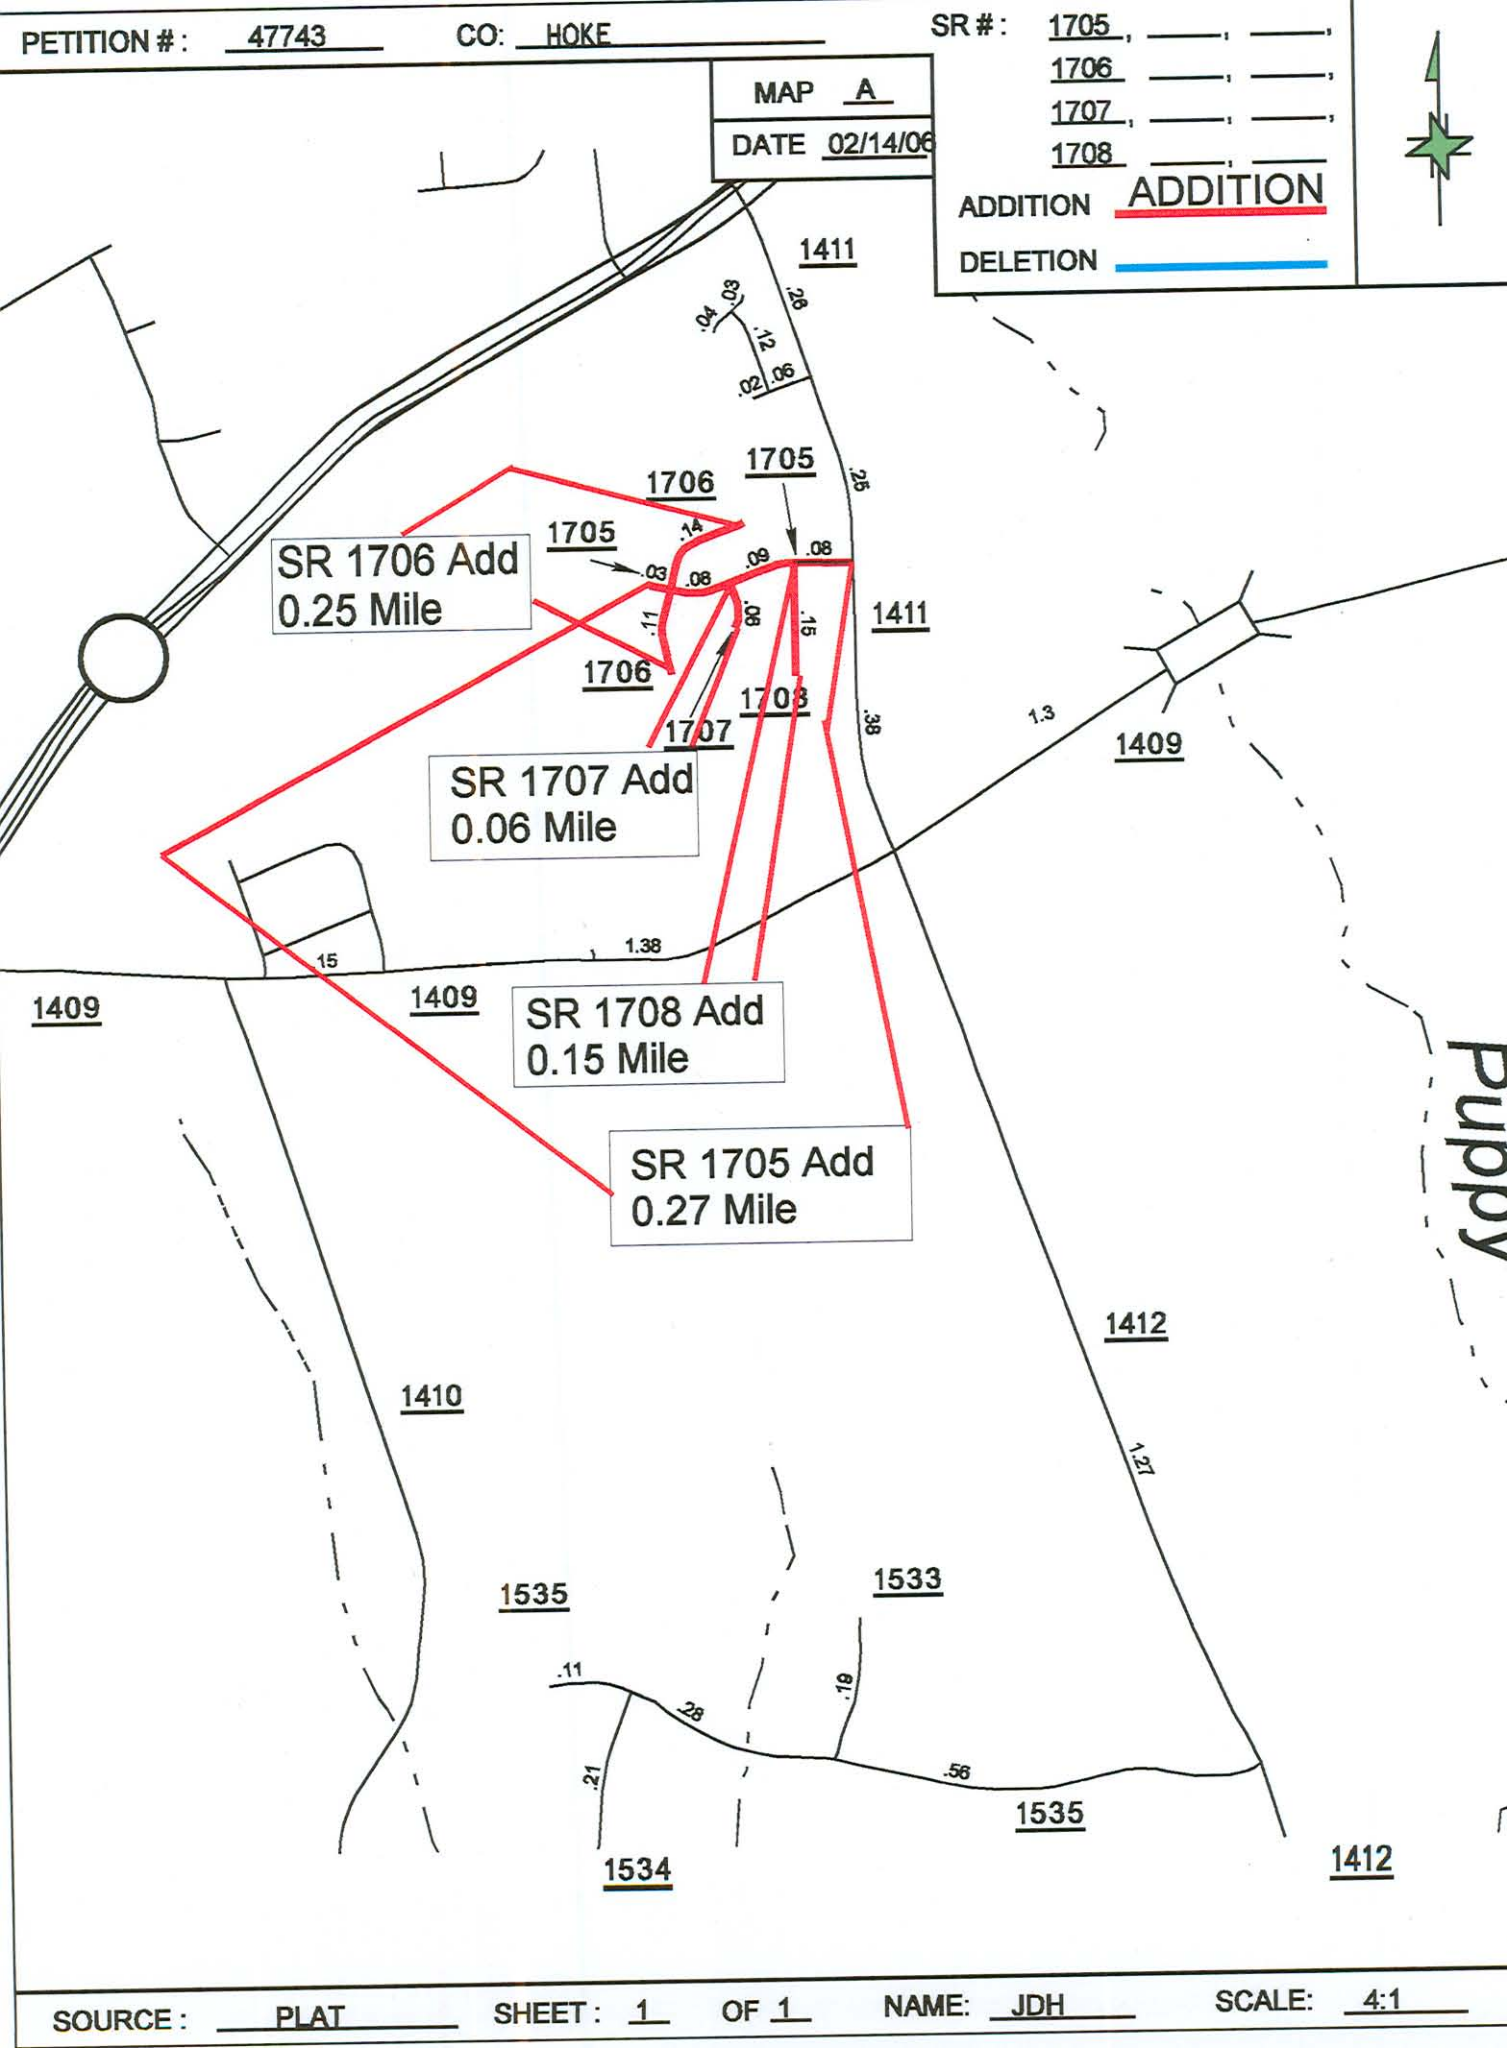 PETITION # : 47743 CO: HOKE
SR # : 1705 ,
1706
1707 ,
1708
MAP A
DATE 02/14/06
ADDITION ADDITION
DELETION
1411
.26
.03
.04
.12
.02 .06
.25
1705
1706
.14
1705
.09 .08
.03 .08
SR 1706 Add
0.25 Mile
.11
.06
.15
1411
1706
1708
1707
.38
1.3
1409
SR 1707 Add
0.06 Mile
1.38
.15
1409
1409
SR 1708 Add
0.15 Mile
Puppy
SR 1705 Add
0.27 Mile
1412
1410
1.27
1535
1533
.11
.28
.19
.21
.56
1535
1534
1412
SOURCE : PLAT SHEET : 1 OF 1 NAME: JDH SCALE: 4:1